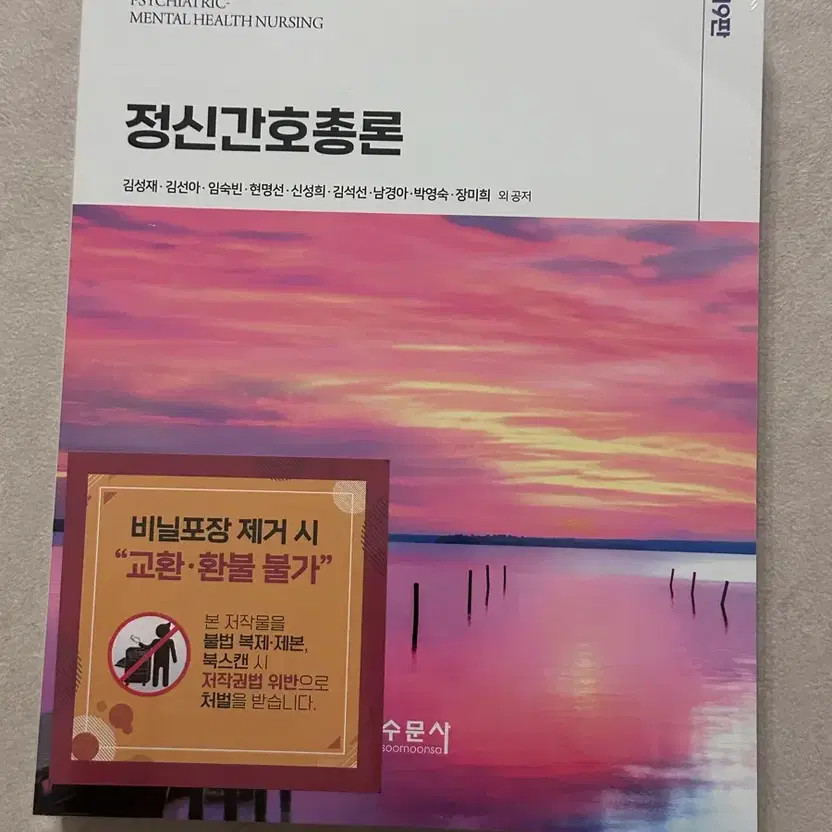 PSYCHIATRIC-
MENTAL HEALTH NURSING
9판
정신간호총론
김성재·김선아·임숙빈·현명선·신성희·김석선·남경아·박영숙·장미희 외 공저
비닐포장 제거 시
“교환·환불 불가”
본 저작물을
불법 복제·제본,
북스캔 시
저작권법 위반으로
처벌을 받습니다.
수문사
soomoonsa